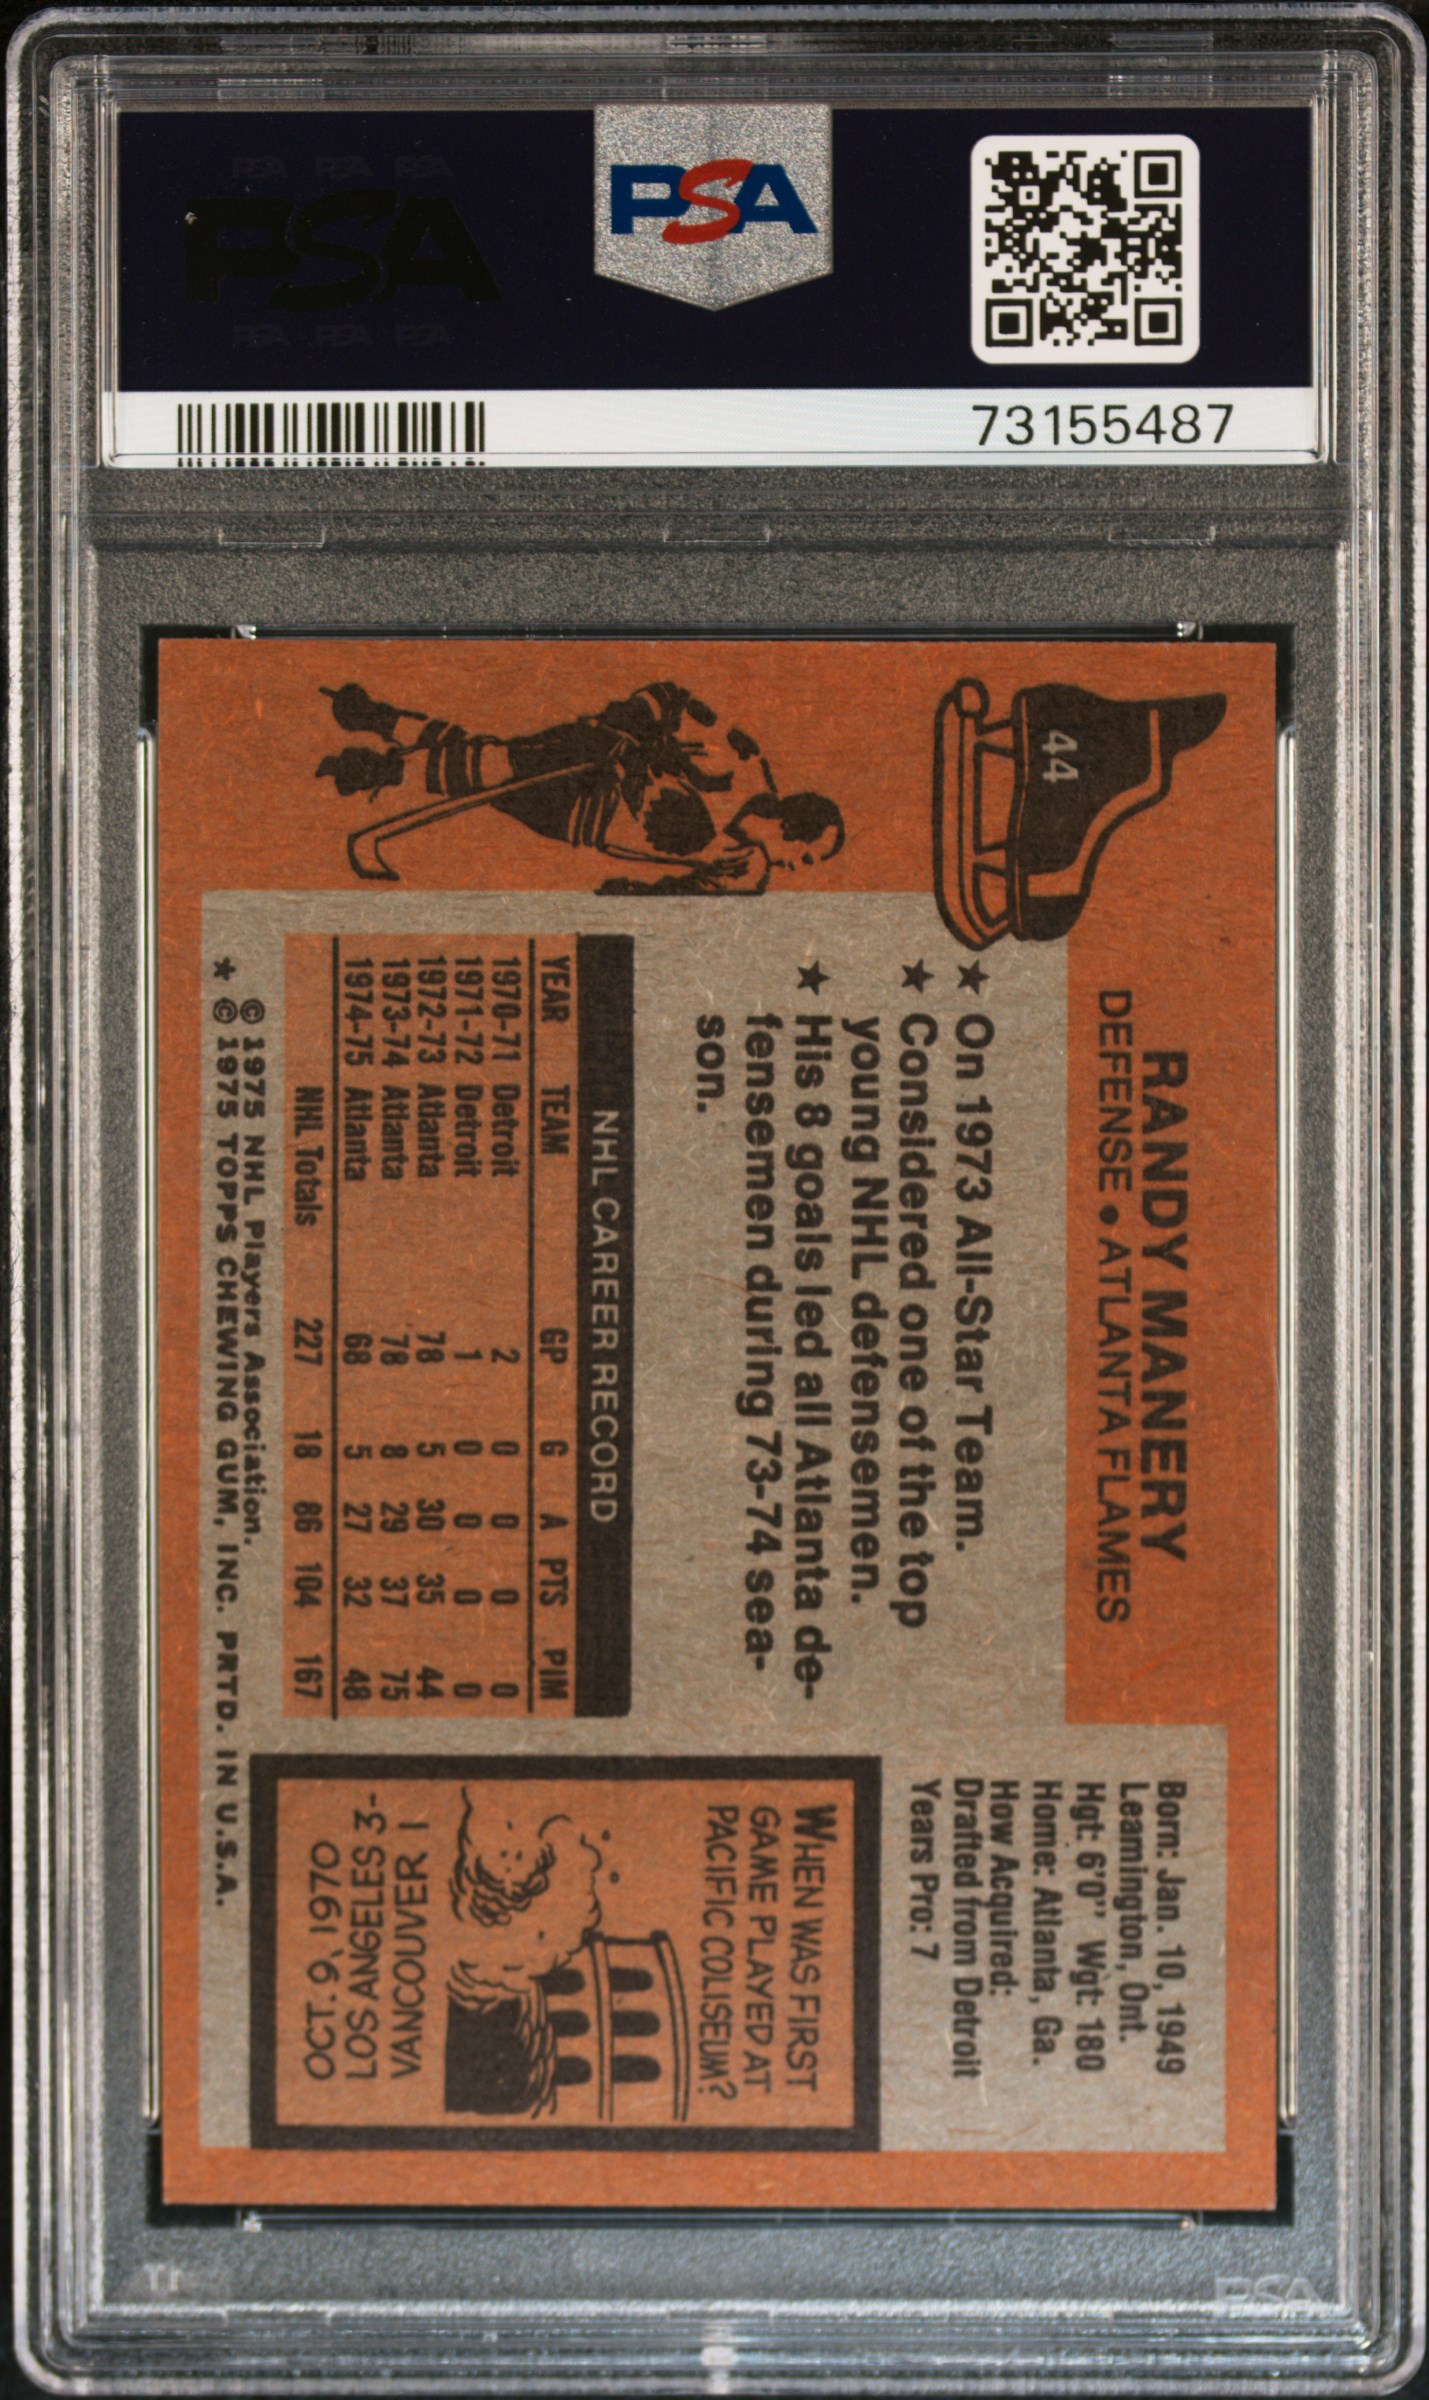 PSA PSA PSA
PSA
PSA PSA PSA
PSA
73155487
44
RANDY MANERY
DEFENSE • ATLANTA FLAMES
★ On 1973 All-Star Team.
★ Considered one of the top
young NHL defensemen.
★ His 8 goals led all Atlanta de-
fensemen during 73-74 sea-
son.
NHL CAREER RECORD
YEAR TEAM GP G A PTS PIM
1970-71 Detroit 2 0 0 0 0
1971-72 Detroit 1 0 0 0 0
1972-73 Atlanta 78 5 30 35 44
1973-74 Atlanta 78 8 29 37 75
1974-75 Atlanta 68 5 27 32 48
NHL Totals 227 18 86 104 167
© 1975 NHL Players Association.
★ © 1975 TOPPS CHEWING GUM, INC. PRTD. IN U.S.A.
Born: Jan. 10, 1949
Leamington, Ont.
Hgt: 6'0" Wgt: 180
Home: Atlanta, Ga.
How Acquired:
Drafted from Detroit
Years Pro: 7
WHEN WAS FIRST
GAME PLAYED AT
PACIFIC COLISEUM?
VANCOUVER 1
LOS ANGELES 3-
OCT. 9, 1970
PSA